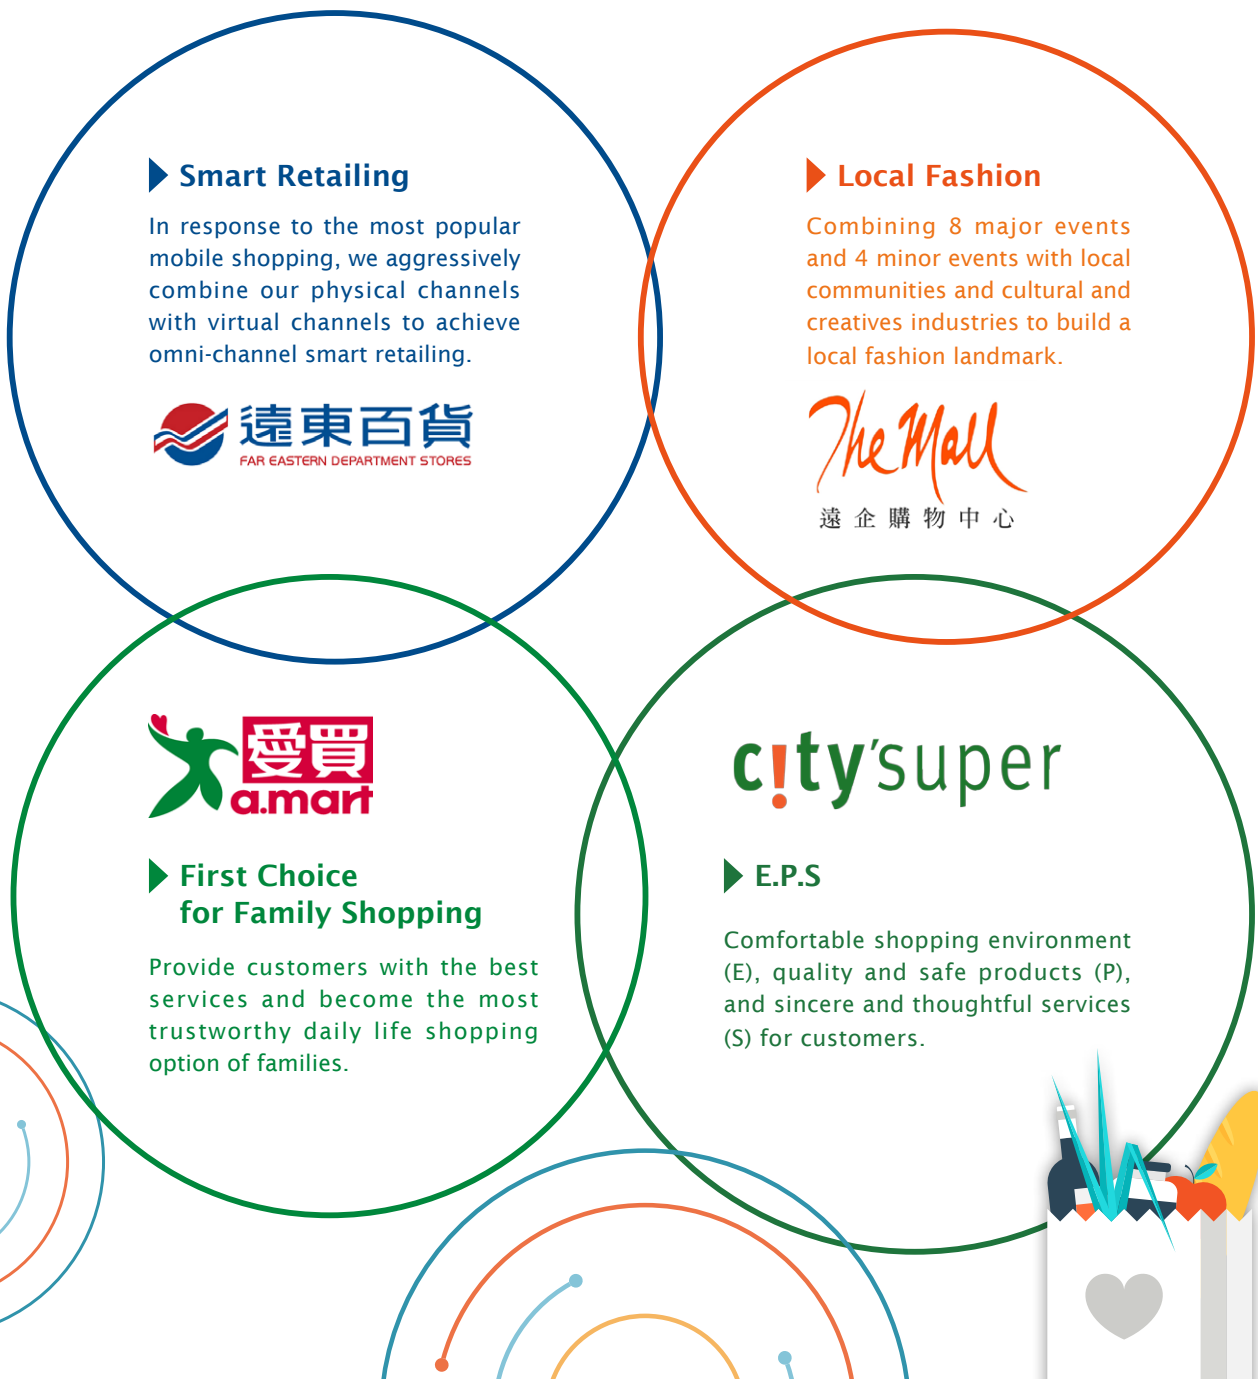 Smart Retailing
In response to the most popular
mobile shopping, we aggressively
combine our physical channels
with virtual channels to achieve
omni-channel smart retailing.
遠東百貨
FAR EASTERN DEPARTMENT STORES
Local Fashion
Combining 8 major events
and 4 minor events with local
communities and cultural and
creatives industries to build a
local fashion landmark.
The Mall
遠企購物中心
愛買
a.mart
First Choice
for Family Shopping
Provide customers with the best
services and become the most
trustworthy daily life shopping
option of families.
c!ty'super
E.P.S
Comfortable shopping environment
(E), quality and safe products (P),
and sincere and thoughtful services
(S) for customers.